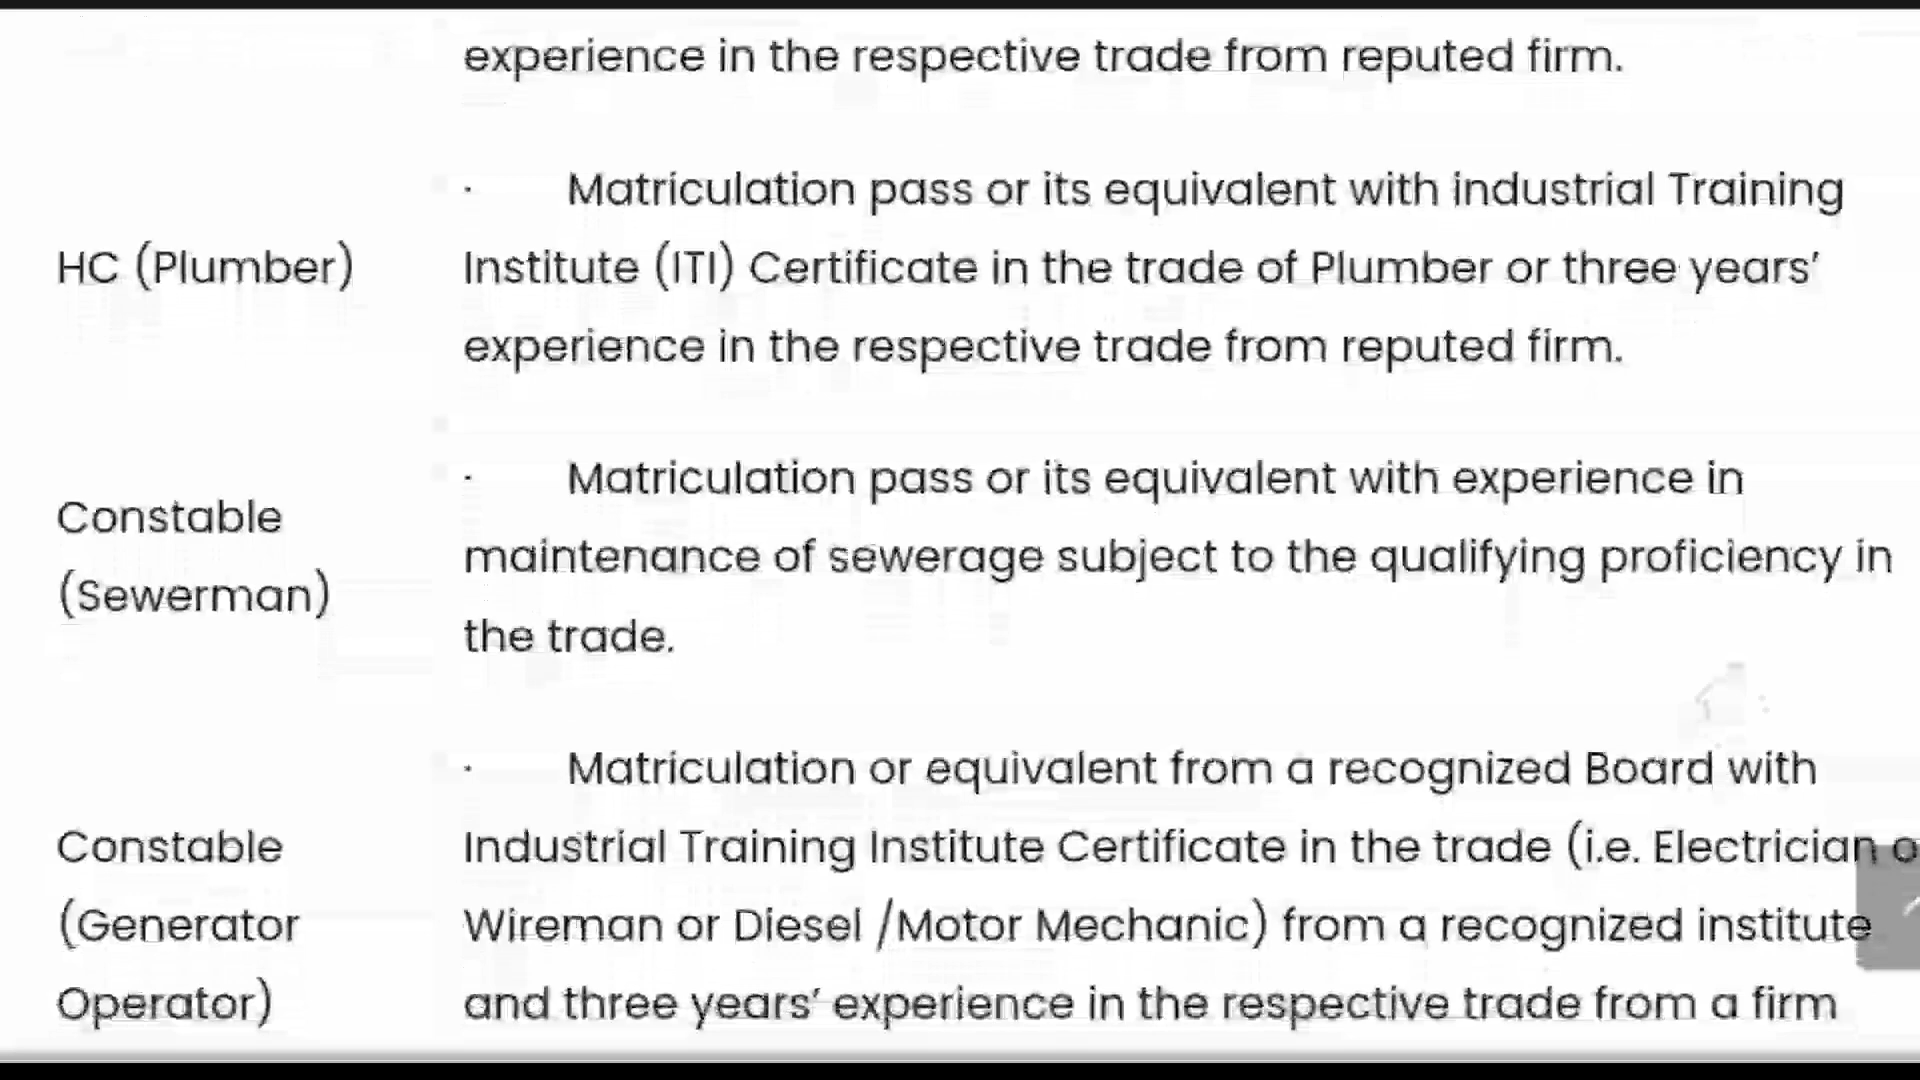 experience in the respective trade from reputed firm.
HC (Plumber)
· Matriculation pass or its equivalent with industrial Training
Institute (ITI) Certificate in the trade of Plumber or three years’
experience in the respective trade from reputed firm.
Constable
(Sewerman)
· Matriculation pass or its equivalent with experience in
maintenance of sewerage subject to the qualifying proficiency in
the trade.
Constable
(Generator
Operator)
· Matriculation or equivalent from a recognized Board with
Industrial Training Institute Certificate in the trade (i.e. Electrician
Wireman or Diesel /Motor Mechanic) from a recognized institute
and three years’ experience in the respective trade from a firm